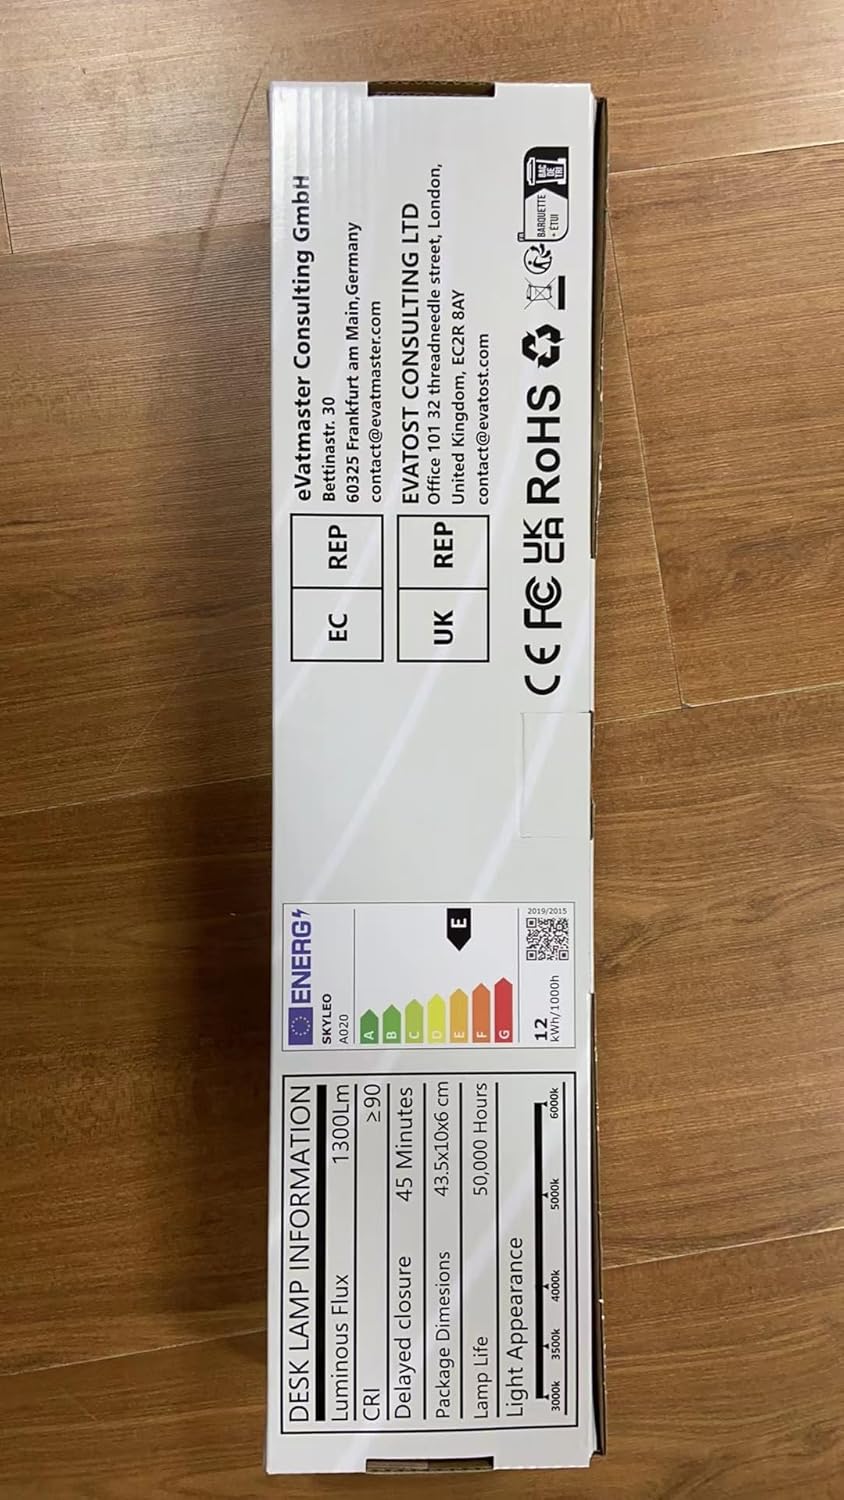 DESK LAMP INFORMATION
Luminous Flux 1300Lm
CRI ≥90
Delayed closure 45 Minutes
Package Dimesions 43.5x10x6 cm
Lamp Life 50,000 Hours
Light Appearance
3000k 3500k 4000k 5000k 6000k
ENERG
SKYLEO
A020
A
B
C
D
E
F
G
E
12
kWh/1000h
2019/2015
EC REP
eVatmaster Consulting GmbH
Bettinastr. 30
60325 Frankfurt am Main,Germany
contact@evatmaster.com
UK REP
EVATOST CONSULTING LTD
Office 101 32 threadneedle street, London,
United Kingdom, EC2R 8AY
contact@evatost.com
CE FC UK
CA RoHS
BARQUETTE
+ ÉTUI
BAC
DE
TRI